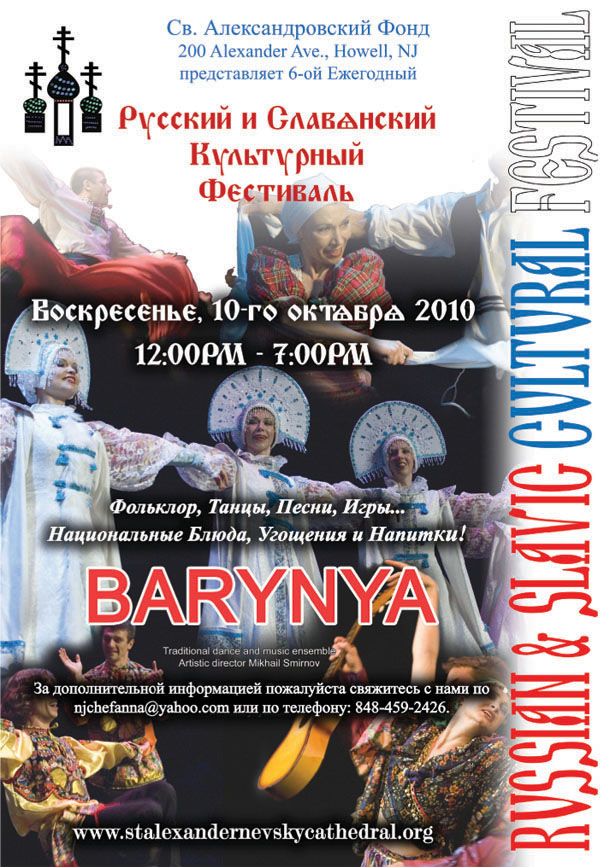 Св. Александровский Фонд
200 Alexander Ave., Howell, NJ
представляет 6-ой Ежегодный
Русский и Славянский
Культурный
Фестиваль
Воскресенье, 10-го октября 2010
12:00PM - 7:00PM
Фольклор, Танцы, Песни, Игры...
Национальные Блюда, Угощения и Напитки!
BARYNYA
Traditional dance and music ensemble
Artistic director Mikhail Smirnov
За дополнительной информацией пожалуйста свяжитесь с нами по
njchefanna@yahoo.com или по телефону: 848-459-2426.
www.stalexandernevskycathedral.org
RUSSIAN & SLAVIC CULTURAL FESTIVAL